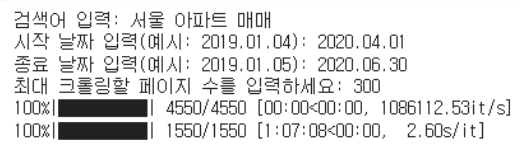 검색어 입력: 서울 아파트 매매
시작 날짜 입력(예시: 2019.01.04): 2020.04.01
종료 날짜 입력(예시: 2019.01.05): 2020.06.30
최대 크롤링할 페이지 수를 입력하세요: 300
100%|██████████| 4550/4550 [00:00<00:00, 1086112.53it/s]
100%|██████████| 1550/1550 [1:07:08<00:00,  2.60s/it]